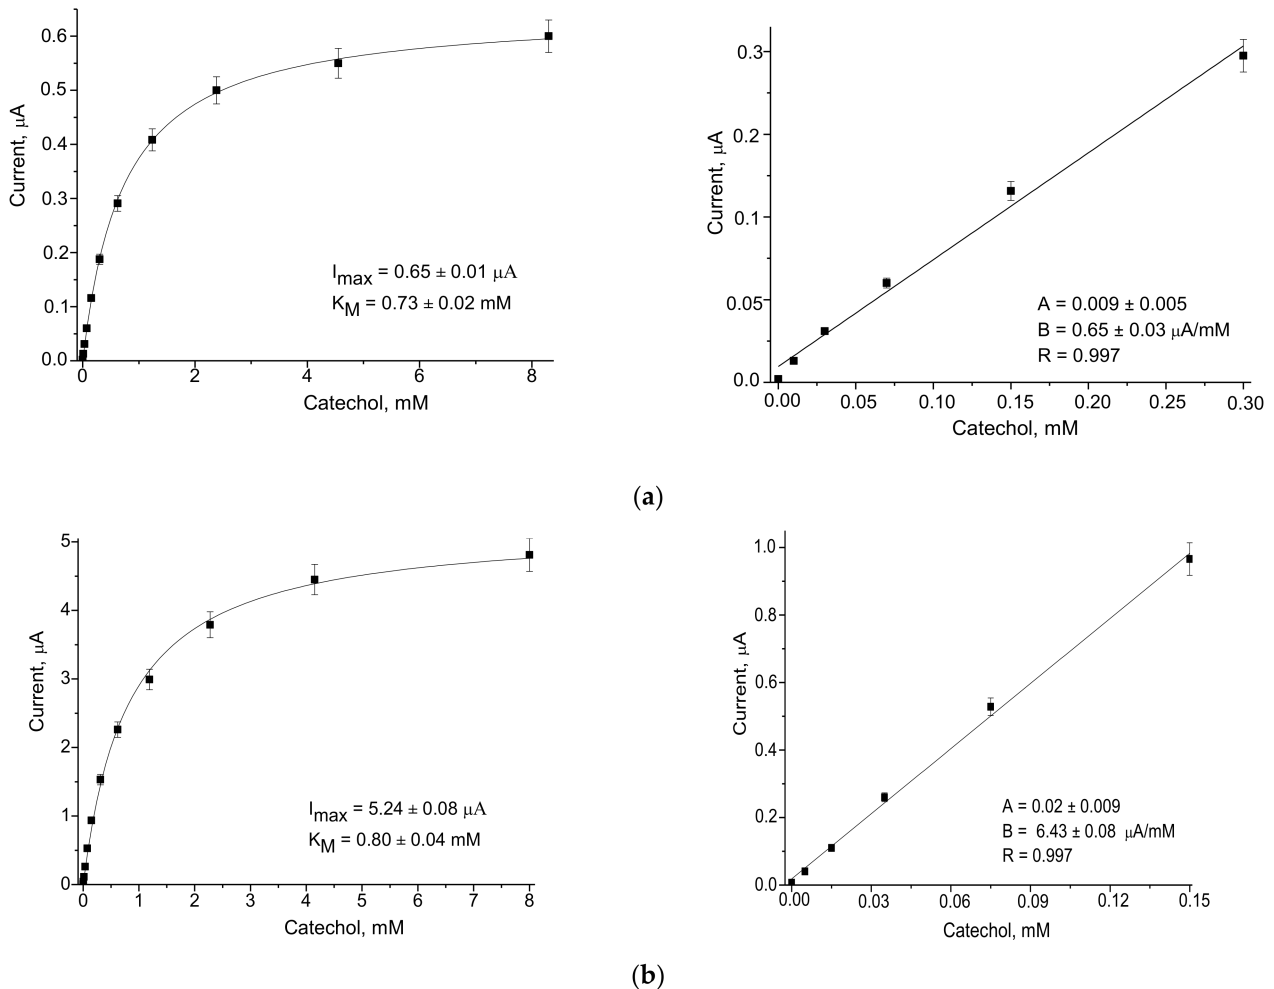 0.6
0.5
0.4
0.3
0.2
0.1
0.0
Current, μA
I_max = 0.65 ± 0.01 μA
K_M = 0.73 ± 0.02 mM
0 2 4 6 8
Catechol, mM
0.3
0.2
0.1
0.05
0.0
Current, μA
A = 0.009 ± 0.005
B = 0.65 ± 0.03 μA/mM
R = 0.997
0.00 0.05 0.10 0.15 0.20 0.25 0.30
Catechol, mM
(a)
5
4
3
2
1
0
Current, μA
I_max = 5.24 ± 0.08 μA
K_M = 0.80 ± 0.04 mM
0 1 2 3 4 5 6 7 8
Catechol, mM
1.0
0.8
0.6
0.4
0.2
0.0
Current, μA
A = 0.02 ± 0.009
B = 6.43 ± 0.08 μA/mM
R = 0.997
0.00 0.03 0.06 0.09 0.12 0.15
Catechol, mM
(b)